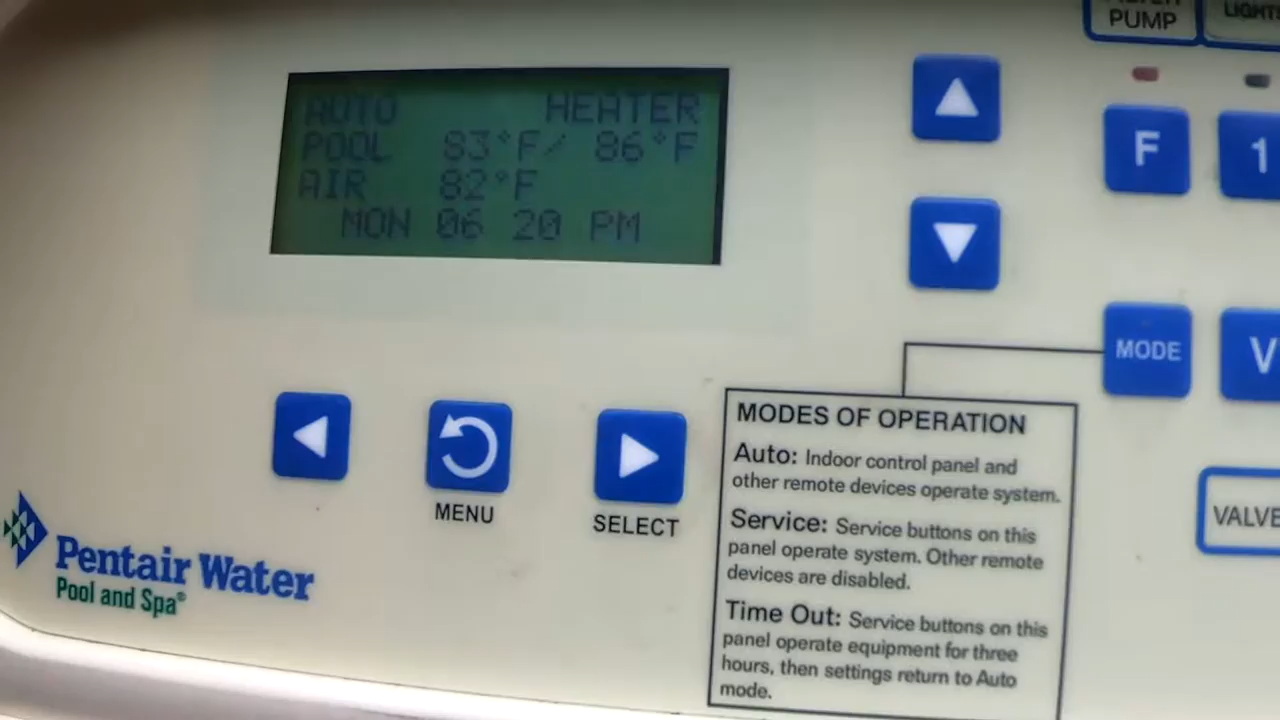 PUMP
LIGHTS
AUTO HEATER
POOL 83°F/ 86°F
AIR 82°F
MON 06 20 PM
F
1
MODE
V
MENU
SELECT
MODES OF OPERATION
Auto: Indoor control panel and
other remote devices operate system.
Service: Service buttons on this
panel operate system. Other remote
devices are disabled.
Time Out: Service buttons on this
panel operate equipment for three
hours, then settings return to Auto
mode.
VALVE
Pentair Water
Pool and Spa®